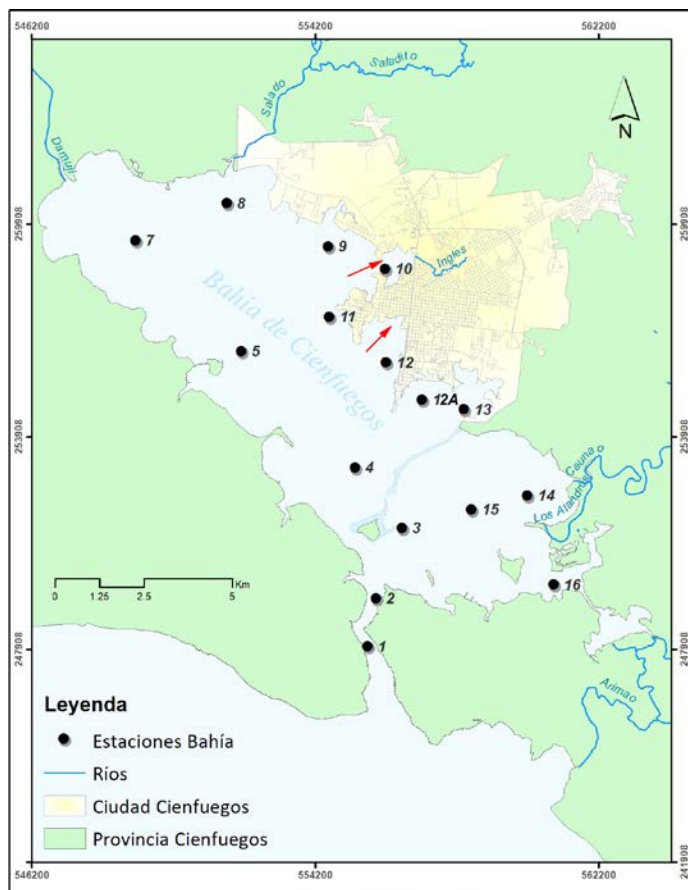 546200
554200
562200
Saladito
Salado
Damují
N
259908
259908
8
7
9
Ingles
10
11
Bahía de Cienfuegos
5
12
12A
13
253908
253908
4
Cauna o
14
Los Alandros
15
3
0 1.25 2.5 5
Km
16
2
247908
247908
1
Arimao
Leyenda
Estaciones Bahía
Ríos
Ciudad Cienfuegos
Provincia Cienfuegos
241908
546200
554200
562200